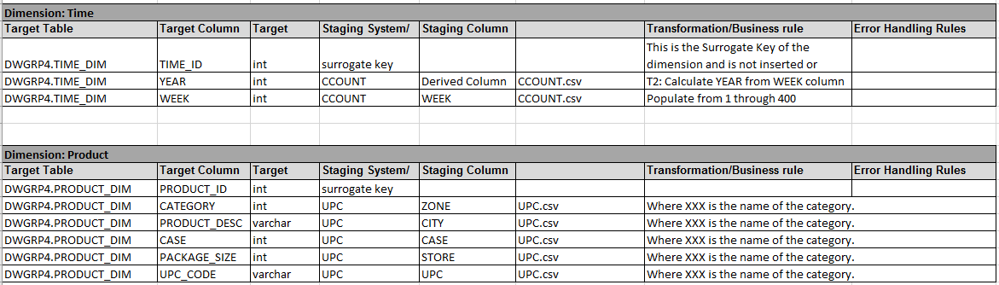 Dimension: Time
Target Table Target Column Target Staging System/ Staging Column Transformation/Business rule Error Handling Rules
This is the Surrogate Key of the
DWGRP4.TIME_DIM TIME_ID int surrogate key dimension and is not inserted or
DWGRP4.TIME_DIM YEAR int CCOUNT Derived Column CCOUNT.csv T2: Calculate YEAR from WEEK column
DWGRP4.TIME_DIM WEEK int CCOUNT WEEK CCOUNT.csv Populate from 1 through 400
Dimension: Product
Target Table Target Column Target Staging System/ Staging Column Transformation/Business rule Error Handling Rules
DWGRP4.PRODUCT_DIM PRODUCT_ID int surrogate key
DWGRP4.PRODUCT_DIM CATEGORY int UPC ZONE UPC.csv Where XXX is the name of the category.
DWGRP4.PRODUCT_DIM PRODUCT_DESC varchar UPC CITY UPC.csv Where XXX is the name of the category.
DWGRP4.PRODUCT_DIM CASE int UPC CASE UPC.csv Where XXX is the name of the category.
DWGRP4.PRODUCT_DIM PACKAGE_SIZE int UPC STORE UPC.csv Where XXX is the name of the category.
DWGRP4.PRODUCT_DIM UPC_CODE varchar UPC UPC UPC.csv Where XXX is the name of the category.